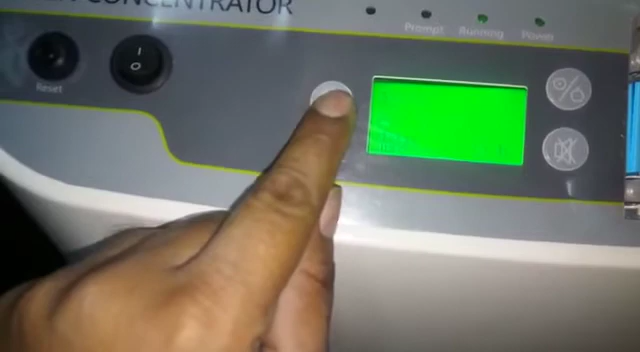 CONCENTRATOR
Prompt Running Power
Reset
I
O